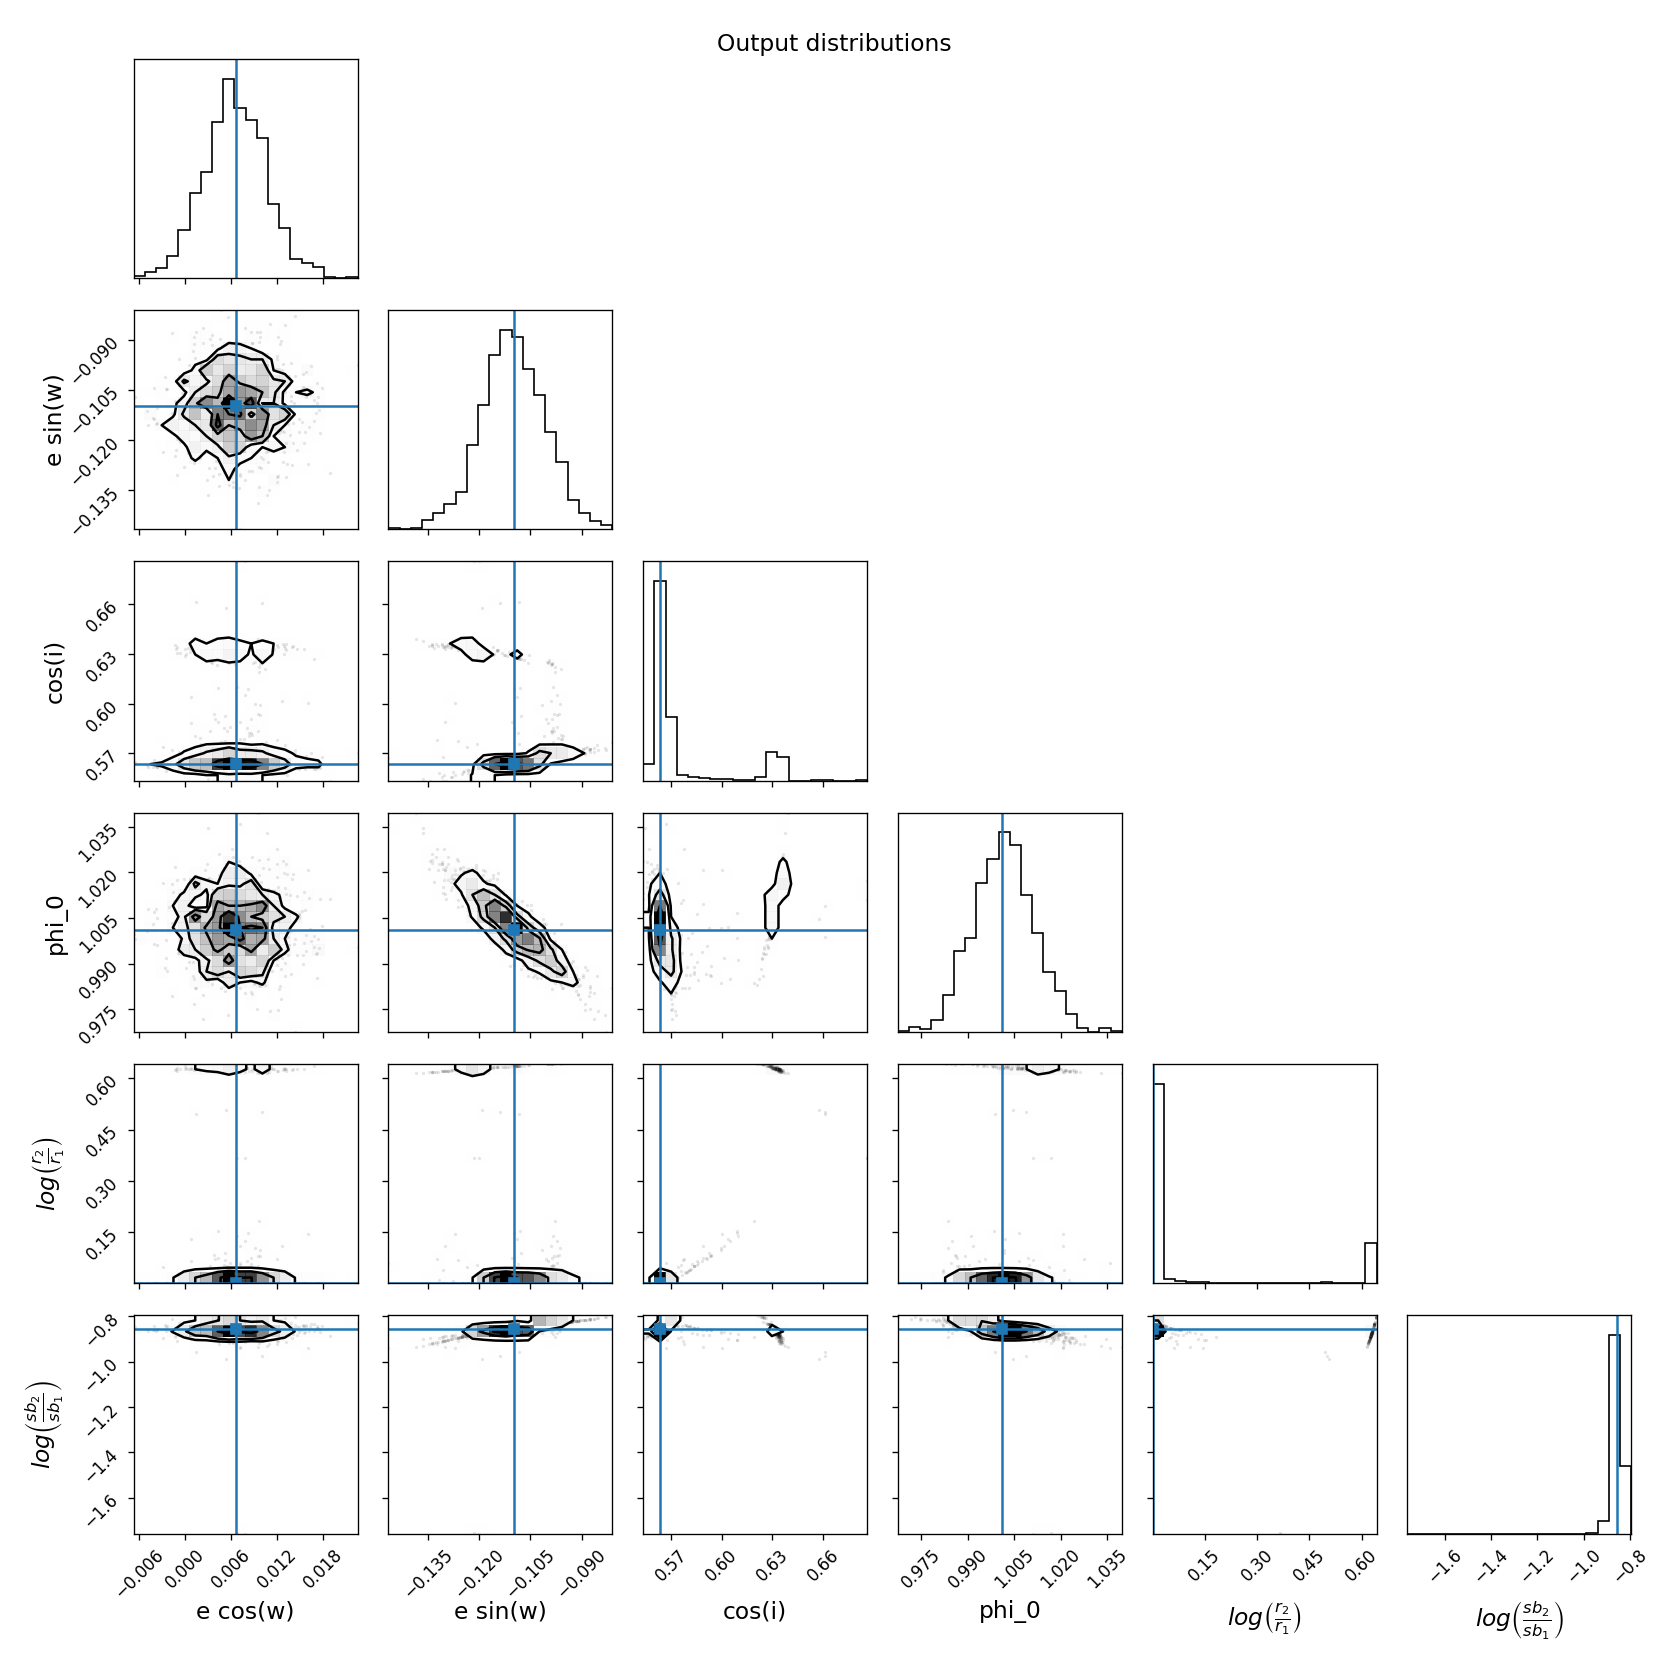 Output distributions
e sin(w)
−0.090
−0.105
−0.120
−0.135
cos(i)
0.66
0.63
0.60
0.57
phi_0
1.035
1.020
1.005
0.990
0.975
log(r₂/r₁)
0.60
0.45
0.30
0.15
log(sb₂/sb₁)
−0.8
−1.0
−1.2
−1.4
−1.6
−0.006 0.000 0.006 0.012 0.018
−0.135 −0.120 −0.105 −0.090
0.57 0.60 0.63 0.66
0.975 0.990 1.005 1.020 1.035
0.15 0.30 0.45 0.60
−1.6 −1.4 −1.2 −1.0 −0.8
e cos(w) e sin(w) cos(i) phi_0 log(r₂/r₁) log(sb₂/sb₁)